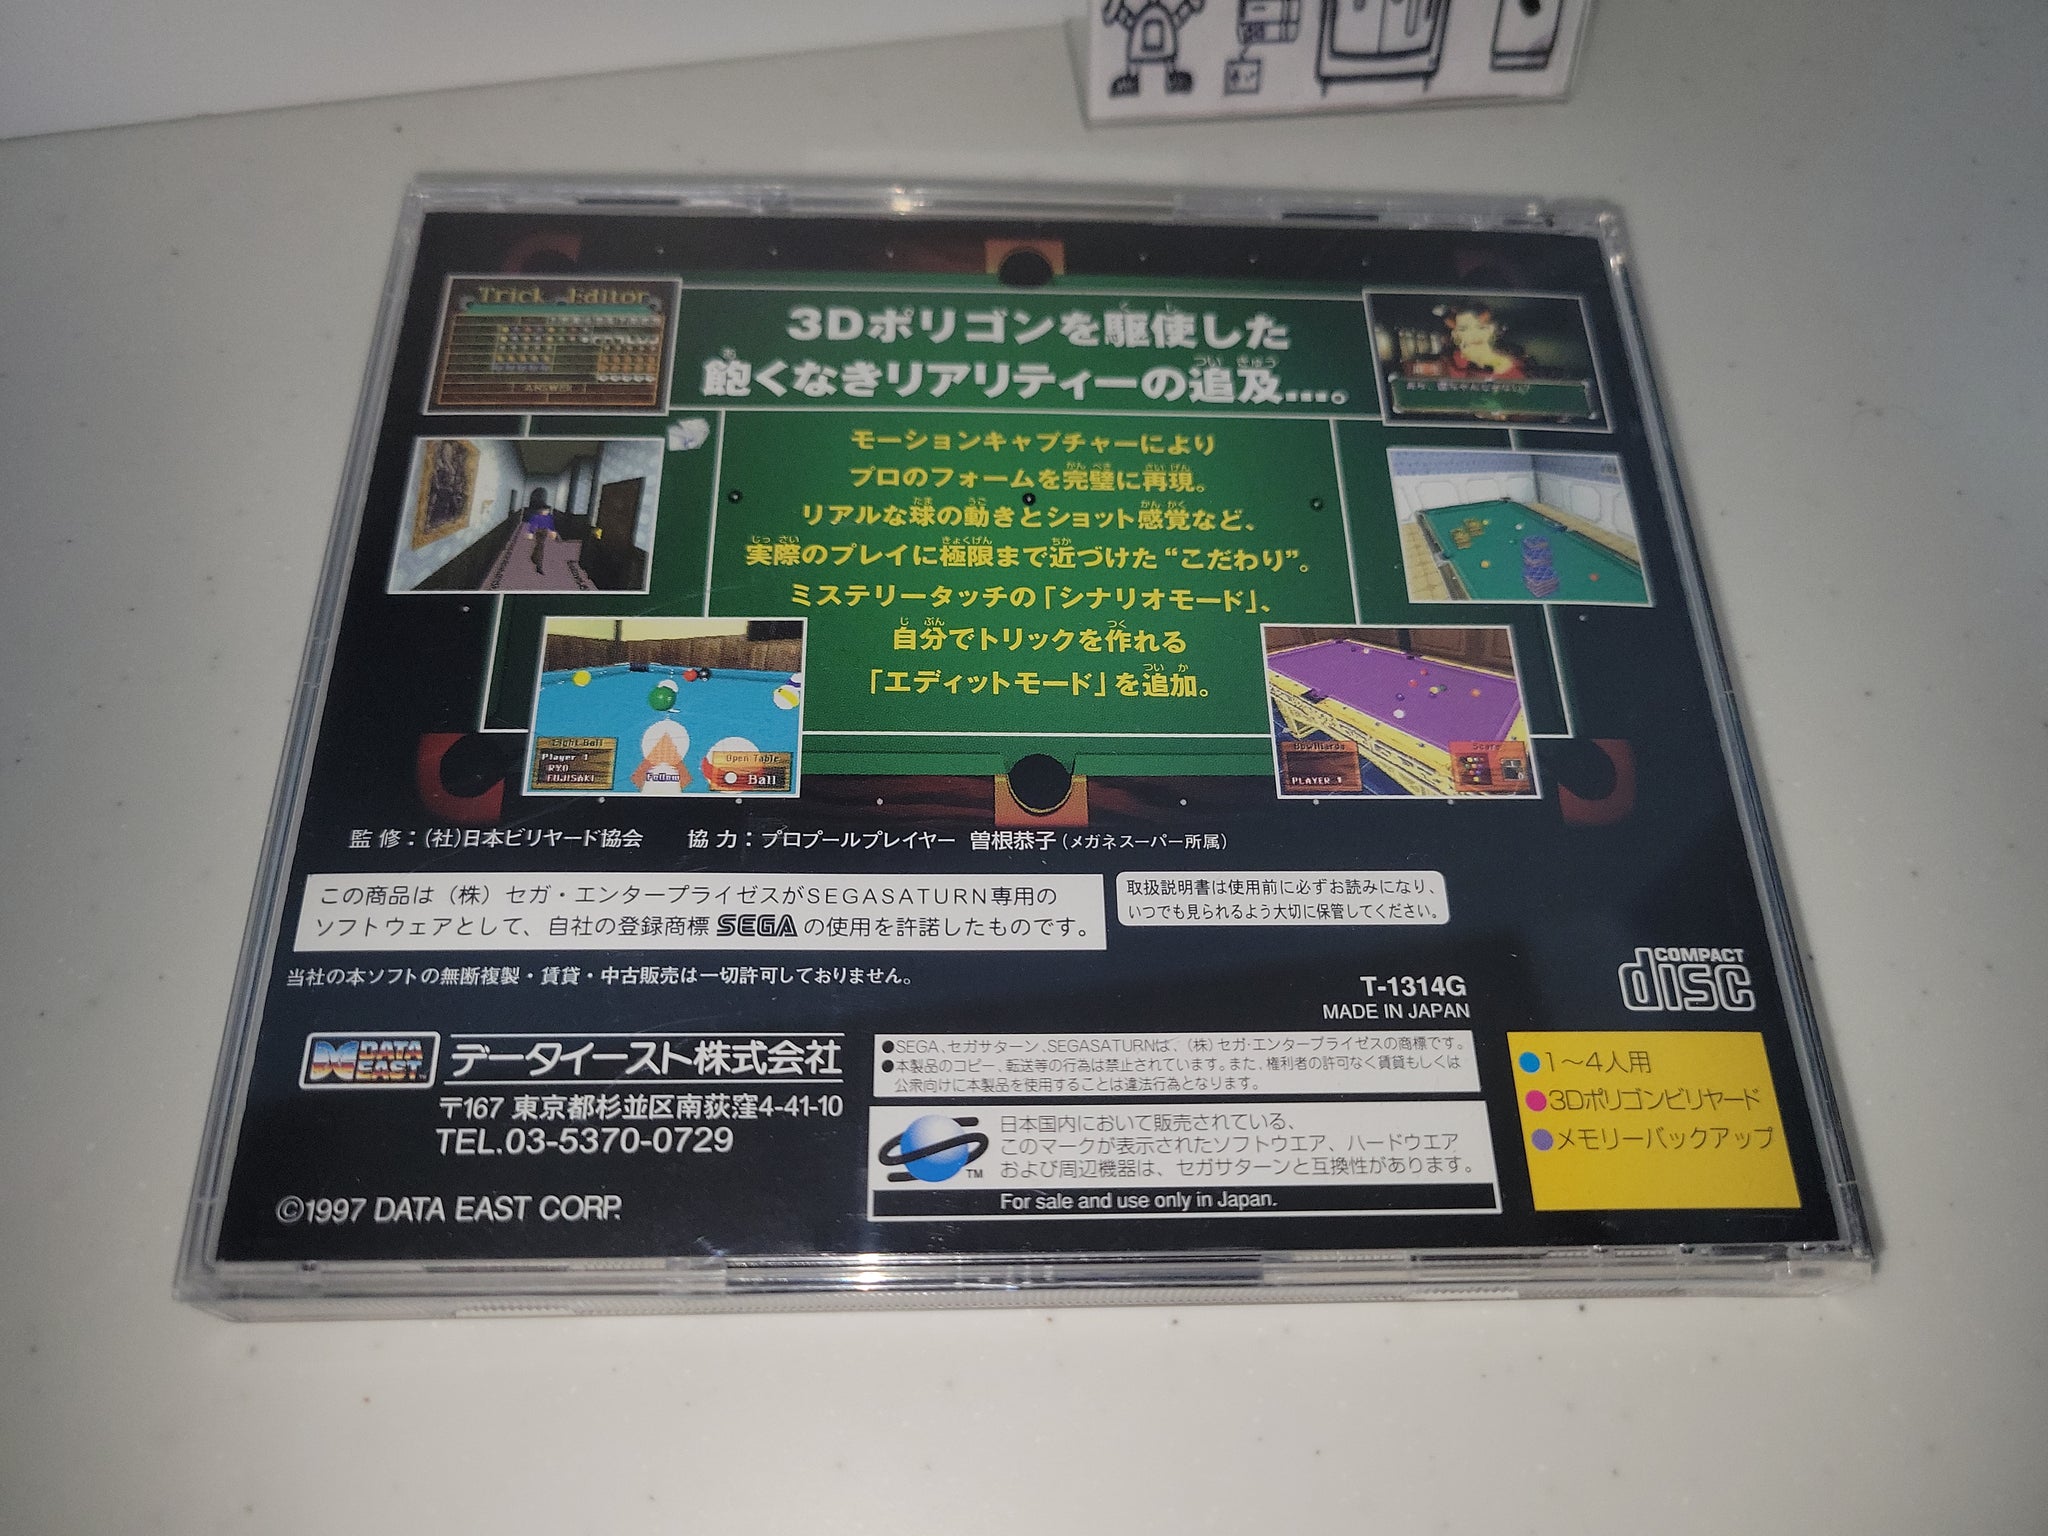 3Dポリゴンを駆使した
飽くなきリアリティーの追及…。
モーションキャプチャーにより
プロのフォームを完璧に再現。
リアルな球の動きとショット感覚など、
実際のプレイに極限まで近づけた“こだわり”。
ミステリータッチの「シナリオモード」、
自分でトリックを作れる
「エディットモード」を追加。
Trick Editor
ANSWER
Eight Ball
Player 1
RYO
FUJISAKI
Follow
Open Table
Ball
Bowlliards
PLAYER 1
Score
監修：(社)日本ビリヤード協会　協力：プロプールプレイヤー 曽根恭子(メガネスーパー所属)
この商品は（株）セガ・エンタープライゼスがSEGASATURN専用の
ソフトウェアとして、自社の登録商標 SEGA の使用を許諾したものです。
取扱説明書は使用前に必ずお読みになり、
いつでも見られるよう大切に保管してください。
当社の本ソフトの無断複製・賃貸・中古販売は一切許可しておりません。
T-1314G
MADE IN JAPAN
COMPACT
disc
DATA
EAST
データイースト株式会社
〒167 東京都杉並区南荻窪4-41-10
TEL.03-5370-0729
©1997 DATA EAST CORP.
●SEGA、セガサターン、SEGASATURNは、（株）セガ・エンタープライゼスの商標です。
●本製品のコピー、転送等の行為は禁止されています。また、権利者の許可なく賃貸もしくは
公衆向けに本製品を使用することは違法行為となります。
日本国内において販売されている、
このマークが表示されたソフトウエア、ハードウエア
および周辺機器は、セガサターンと互換性があります。
TM
For sale and use only in Japan.
●1〜4人用
●3Dポリゴンビリヤード
●メモリーバックアップ